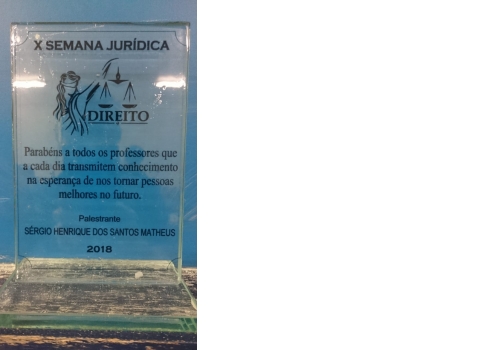 X SEMANA JURÍDICA
DIREITO
Parabéns a todos os professores que
a cada dia transmitem conhecimento
na esperança de nos tornar pessoas
melhores no futuro.
Palestrante
SÉRGIO HENRIQUE DOS SANTOS MATHEUS
2018